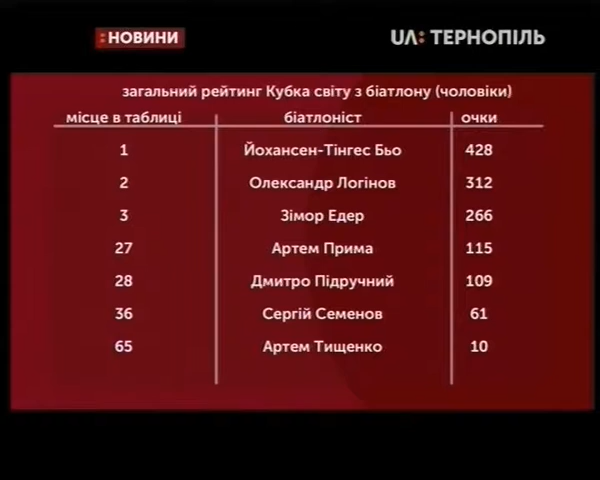 :НОВИНИ
UA: ТЕРНОПІЛЬ
загальний рейтинг Кубка світу з біатлону (чоловіки)
місце в таблиці біатлоніст очки
1 Йохансен-Тінгес Бьо 428
2 Олександр Логінов 312
3 Зімор Едер 266
27 Артем Прима 115
28 Дмитро Підручний 109
36 Сергій Семенов 61
65 Артем Тищенко 10